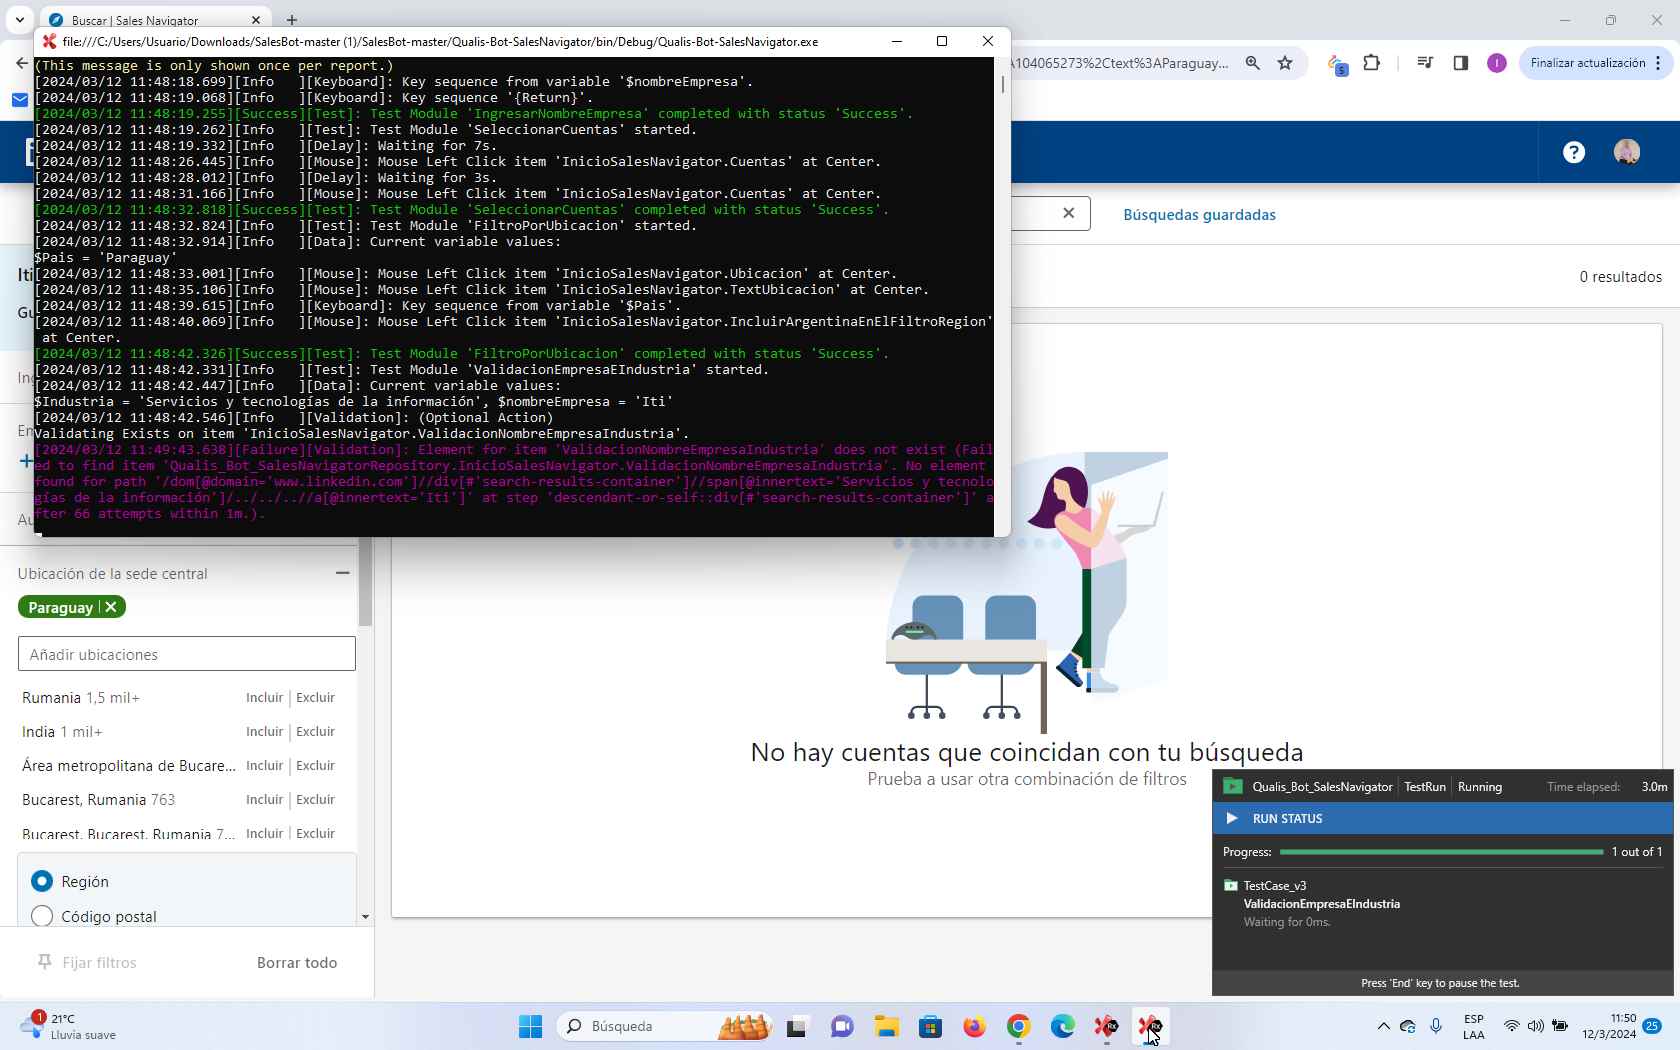 Buscar | Sales Navigator
file:///C:/Users/Usuario/Downloads/SalesBot-master (1)/SalesBot-master/Qualis-Bot-SalesNavigator/bin/Debug/Qualis-Bot-SalesNavigator.exe
(This message is only shown once per report.)
[2024/03/12 11:48:18.699][Info   ][Keyboard]: Key sequence from variable '$nombreEmpresa'.
[2024/03/12 11:48:19.068][Info   ][Keyboard]: Key sequence '{Return}'.
[2024/03/12 11:48:19.255][Success][Test]: Test Module 'IngresarNombreEmpresa' completed with status 'Success'.
[2024/03/12 11:48:19.262][Info   ][Test]: Test Module 'SeleccionarCuentas' started.
[2024/03/12 11:48:19.332][Info   ][Delay]: Waiting for 7s.
[2024/03/12 11:48:26.445][Info   ][Mouse]: Mouse Left Click item 'InicioSalesNavigator.Cuentas' at Center.
[2024/03/12 11:48:28.012][Info   ][Delay]: Waiting for 3s.
[2024/03/12 11:48:31.166][Info   ][Mouse]: Mouse Left Click item 'InicioSalesNavigator.Cuentas' at Center.
[2024/03/12 11:48:32.818][Success][Test]: Test Module 'SeleccionarCuentas' completed with status 'Success'.
[2024/03/12 11:48:32.824][Info   ][Test]: Test Module 'FiltroPorUbicacion' started.
[2024/03/12 11:48:32.914][Info   ][Data]: Current variable values:
$Pais = 'Paraguay'
[2024/03/12 11:48:33.001][Info   ][Mouse]: Mouse Left Click item 'InicioSalesNavigator.Ubicacion' at Center.
[2024/03/12 11:48:35.106][Info   ][Mouse]: Mouse Left Click item 'InicioSalesNavigator.TextUbicacion' at Center.
[2024/03/12 11:48:39.615][Info   ][Keyboard]: Key sequence from variable '$Pais'.
[2024/03/12 11:48:40.069][Info   ][Mouse]: Mouse Left Click item 'InicioSalesNavigator.IncluirArgentinaEnElFiltroRegion'
at Center.
[2024/03/12 11:48:42.326][Success][Test]: Test Module 'FiltroPorUbicacion' completed with status 'Success'.
[2024/03/12 11:48:42.331][Info   ][Test]: Test Module 'ValidacionEmpresaEIndustria' started.
[2024/03/12 11:48:42.447][Info   ][Data]: Current variable values:
$Industria = 'Servicios y tecnologías de la información', $nombreEmpresa = 'Iti'
[2024/03/12 11:48:42.546][Info   ][Validation]: (Optional Action)
Validating Exists on item 'InicioSalesNavigator.ValidacionNombreEmpresaIndustria'.
[2024/03/12 11:49:43.638][Failure][Validation]: Element for item 'ValidacionNombreEmpresaIndustria' does not exist (Fail
ed to find item 'Qualis_Bot_SalesNavigatorRepository.InicioSalesNavigator.ValidacionNombreEmpresaIndustria'. No element
found for path '/dom[@domain='www.linkedin.com']//div[#'search-results-container']//span[@innertext='Servicios y tecnolo
gías de la información']/../../..//a[@innertext='Iti']' at step 'descendant-or-self::div[#'search-results-container']' a
fter 66 attempts within 1m.).
104065273%2Ctext%3AParaguay...
5
I
Finalizar actualización
?
Búsquedas guardadas
0 resultados
Iti
Ubicación de la sede central
Paraguay
Añadir ubicaciones
Rumania 1,5 mil+ Incluir Excluir
India 1 mil+ Incluir Excluir
Área metropolitana de Bucare... Incluir Excluir
Bucarest, Rumania 763 Incluir Excluir
Bucarest, Bucarest, Rumania 7... Incluir Excluir
Región
Código postal
Fijar filtros Borrar todo
No hay cuentas que coincidan con tu búsqueda
Prueba a usar otra combinación de filtros
Qualis_Bot_SalesNavigator TestRun Running Time elapsed: 3.0m
RUN STATUS
Progress: 1 out of 1
TestCase_v3
ValidacionEmpresaEIndustria
Waiting for 0ms.
Press 'End' key to pause the test.
1
21°C
Lluvia suave
Búsqueda
Rx
Rx
ESP
LAA
11:50
12/3/2024
25